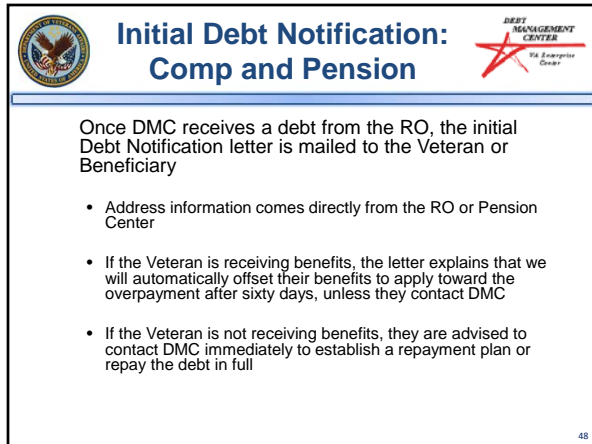 Initial Debt Notification:
Comp and Pension
DEBT
MANAGEMENT
CENTER
VA Enterprise
Center
Once DMC receives a debt from the RO, the initial
Debt Notification letter is mailed to the Veteran or
Beneficiary
• Address information comes directly from the RO or Pension
Center
• If the Veteran is receiving benefits, the letter explains that we
will automatically offset their benefits to apply toward the
overpayment after sixty days, unless they contact DMC
• If the Veteran is not receiving benefits, they are advised to
contact DMC immediately to establish a repayment plan or
repay the debt in full
48